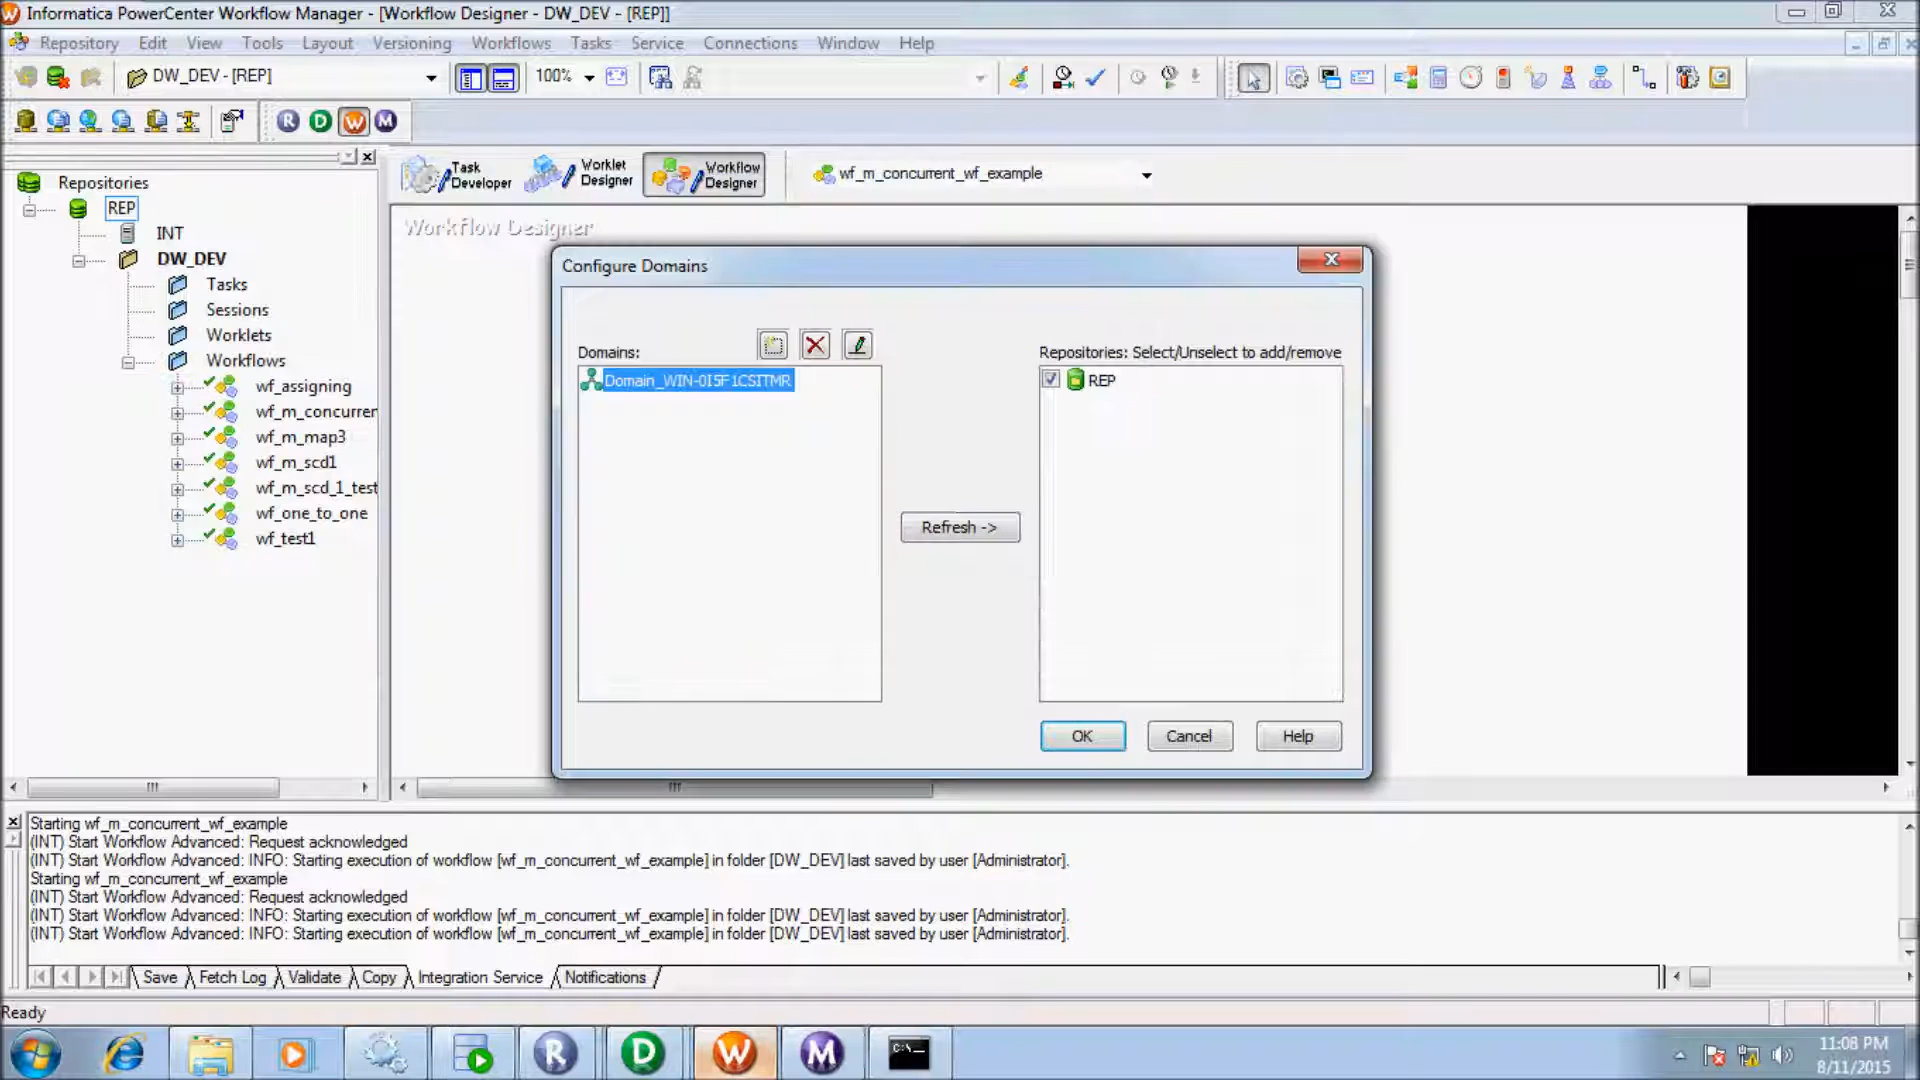 Informatica PowerCenter Workflow Manager - [Workflow Designer - DW_DEV - [REP]]
Repository Edit View Tools Layout Versioning Workflows Tasks Service Connections Window Help
DW_DEV - [REP] 100%
R D W M
Repositories
REP
INT
DW_DEV
Tasks
Sessions
Worklets
Workflows
wf_assigning
wf_m_concurren
wf_m_map3
wf_m_scd1
wf_m_scd_1_test
wf_one_to_one
wf_test1
Task Developer
Worklet Designer
Workflow Designer
wf_m_concurrent_wf_example
Workflow Designer
Configure Domains
Domains:
Domain_WIN-0I5F1CSITMR
Refresh ->
Repositories: Select/Unselect to add/remove
REP
OK Cancel Help
Starting wf_m_concurrent_wf_example
(INT) Start Workflow Advanced: Request acknowledged
(INT) Start Workflow Advanced: INFO: Starting execution of workflow [wf_m_concurrent_wf_example] in folder [DW_DEV] last saved by user [Administrator].
Starting wf_m_concurrent_wf_example
(INT) Start Workflow Advanced: Request acknowledged
(INT) Start Workflow Advanced: INFO: Starting execution of workflow [wf_m_concurrent_wf_example] in folder [DW_DEV] last saved by user [Administrator].
(INT) Start Workflow Advanced: INFO: Starting execution of workflow [wf_m_concurrent_wf_example] in folder [DW_DEV] last saved by user [Administrator].
Save Fetch Log Validate Copy Integration Service Notifications
Ready
R D W M C:\
11:08 PM
8/11/2015